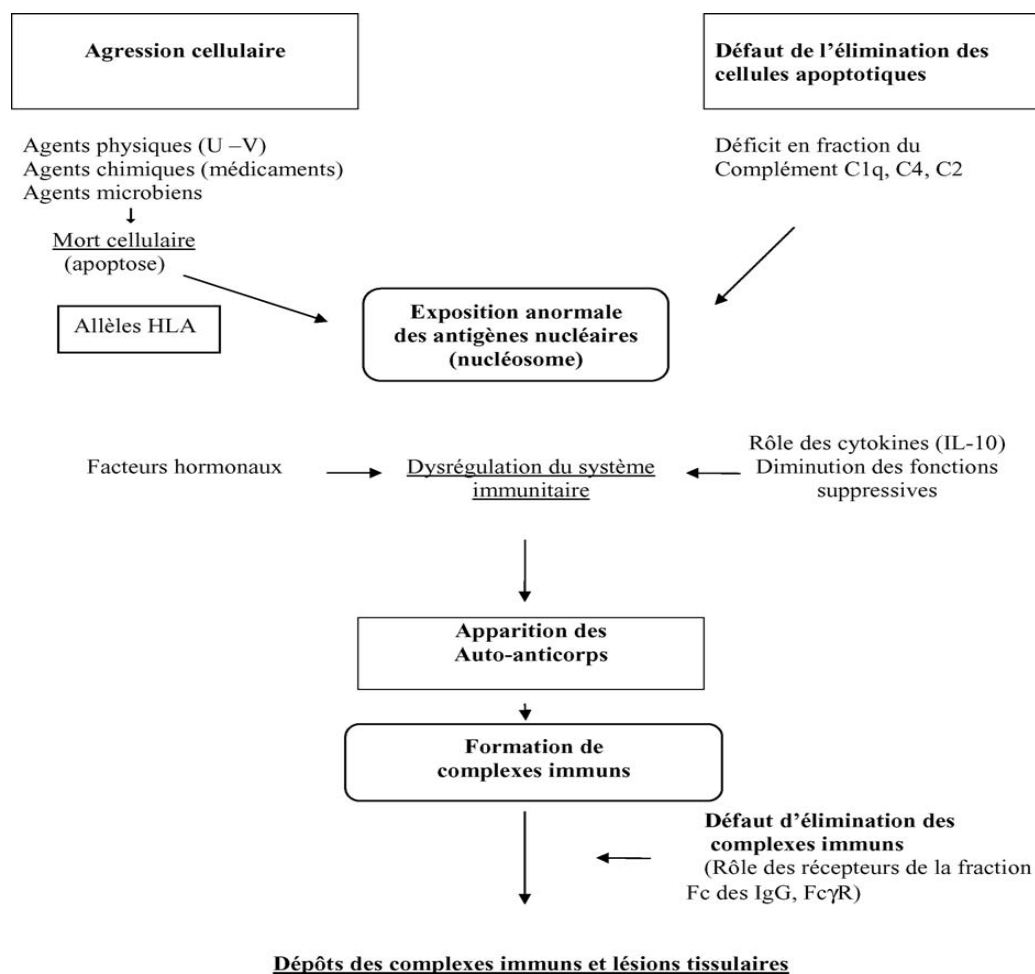 Agression cellulaire
Défaut de l'élimination des
cellules apoptotiques
Agents physiques (U –V)
Agents chimiques (médicaments)
Agents microbiens
Mort cellulaire
(apoptose)
Déficit en fraction du
Complément C1q, C4, C2
Allèles HLA
Exposition anormale
des antigènes nucléaires
(nucléosome)
Facteurs hormonaux
Dysrégulation du système
immunitaire
Rôle des cytokines (IL-10)
Diminution des fonctions
suppressives
Apparition des
Auto-anticorps
Formation de
complexes immuns
Défaut d'élimination des
complexes immuns
(Rôle des récepteurs de la fraction
Fc des IgG, FcγR)
Dépôts des complexes immuns et lésions tissulaires